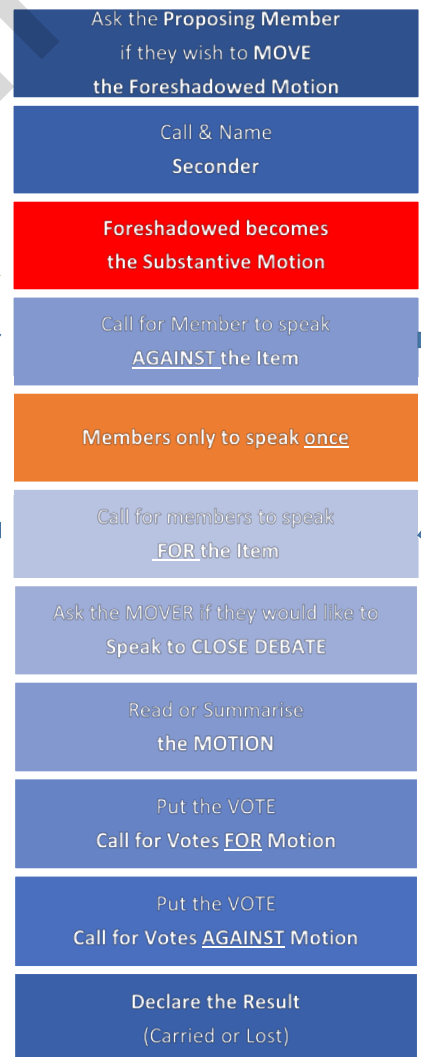 Ask the Proposing Member
if they wish to MOVE
the Foreshadowed Motion
Call & Name
Seconder
Foreshadowed becomes
the Substantive Motion
Call for Member to speak
AGAINST the Item
Members only to speak once
Call for members to speak
FOR the Item
Ask the MOVER if they would like to
Speak to CLOSE DEBATE
Read or Summarise
the MOTION
Put the VOTE
Call for Votes FOR Motion
Put the VOTE
Call for Votes AGAINST Motion
Declare the Result
(Carried or Lost)